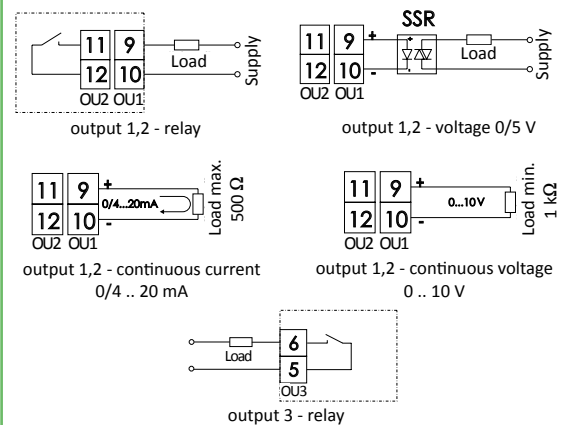 SSR
11 9
Load
12 10
OU2 OU1
Supply
output 1,2 - relay
11 9 +
Load
12 10 -
OU2 OU1
Supply
output 1,2 - voltage 0/5 V
11 9 +
0/4...20mA
12 10 -
OU2 OU1
Load max.
500 Ω
output 1,2 - continuous current
0/4 .. 20 mA
11 9 +
0...10V
12 10 -
OU2 OU1
Load min.
1 kΩ
output 1,2 - continuous voltage
0 .. 10 V
Load
6
5
OU3
output 3 - relay